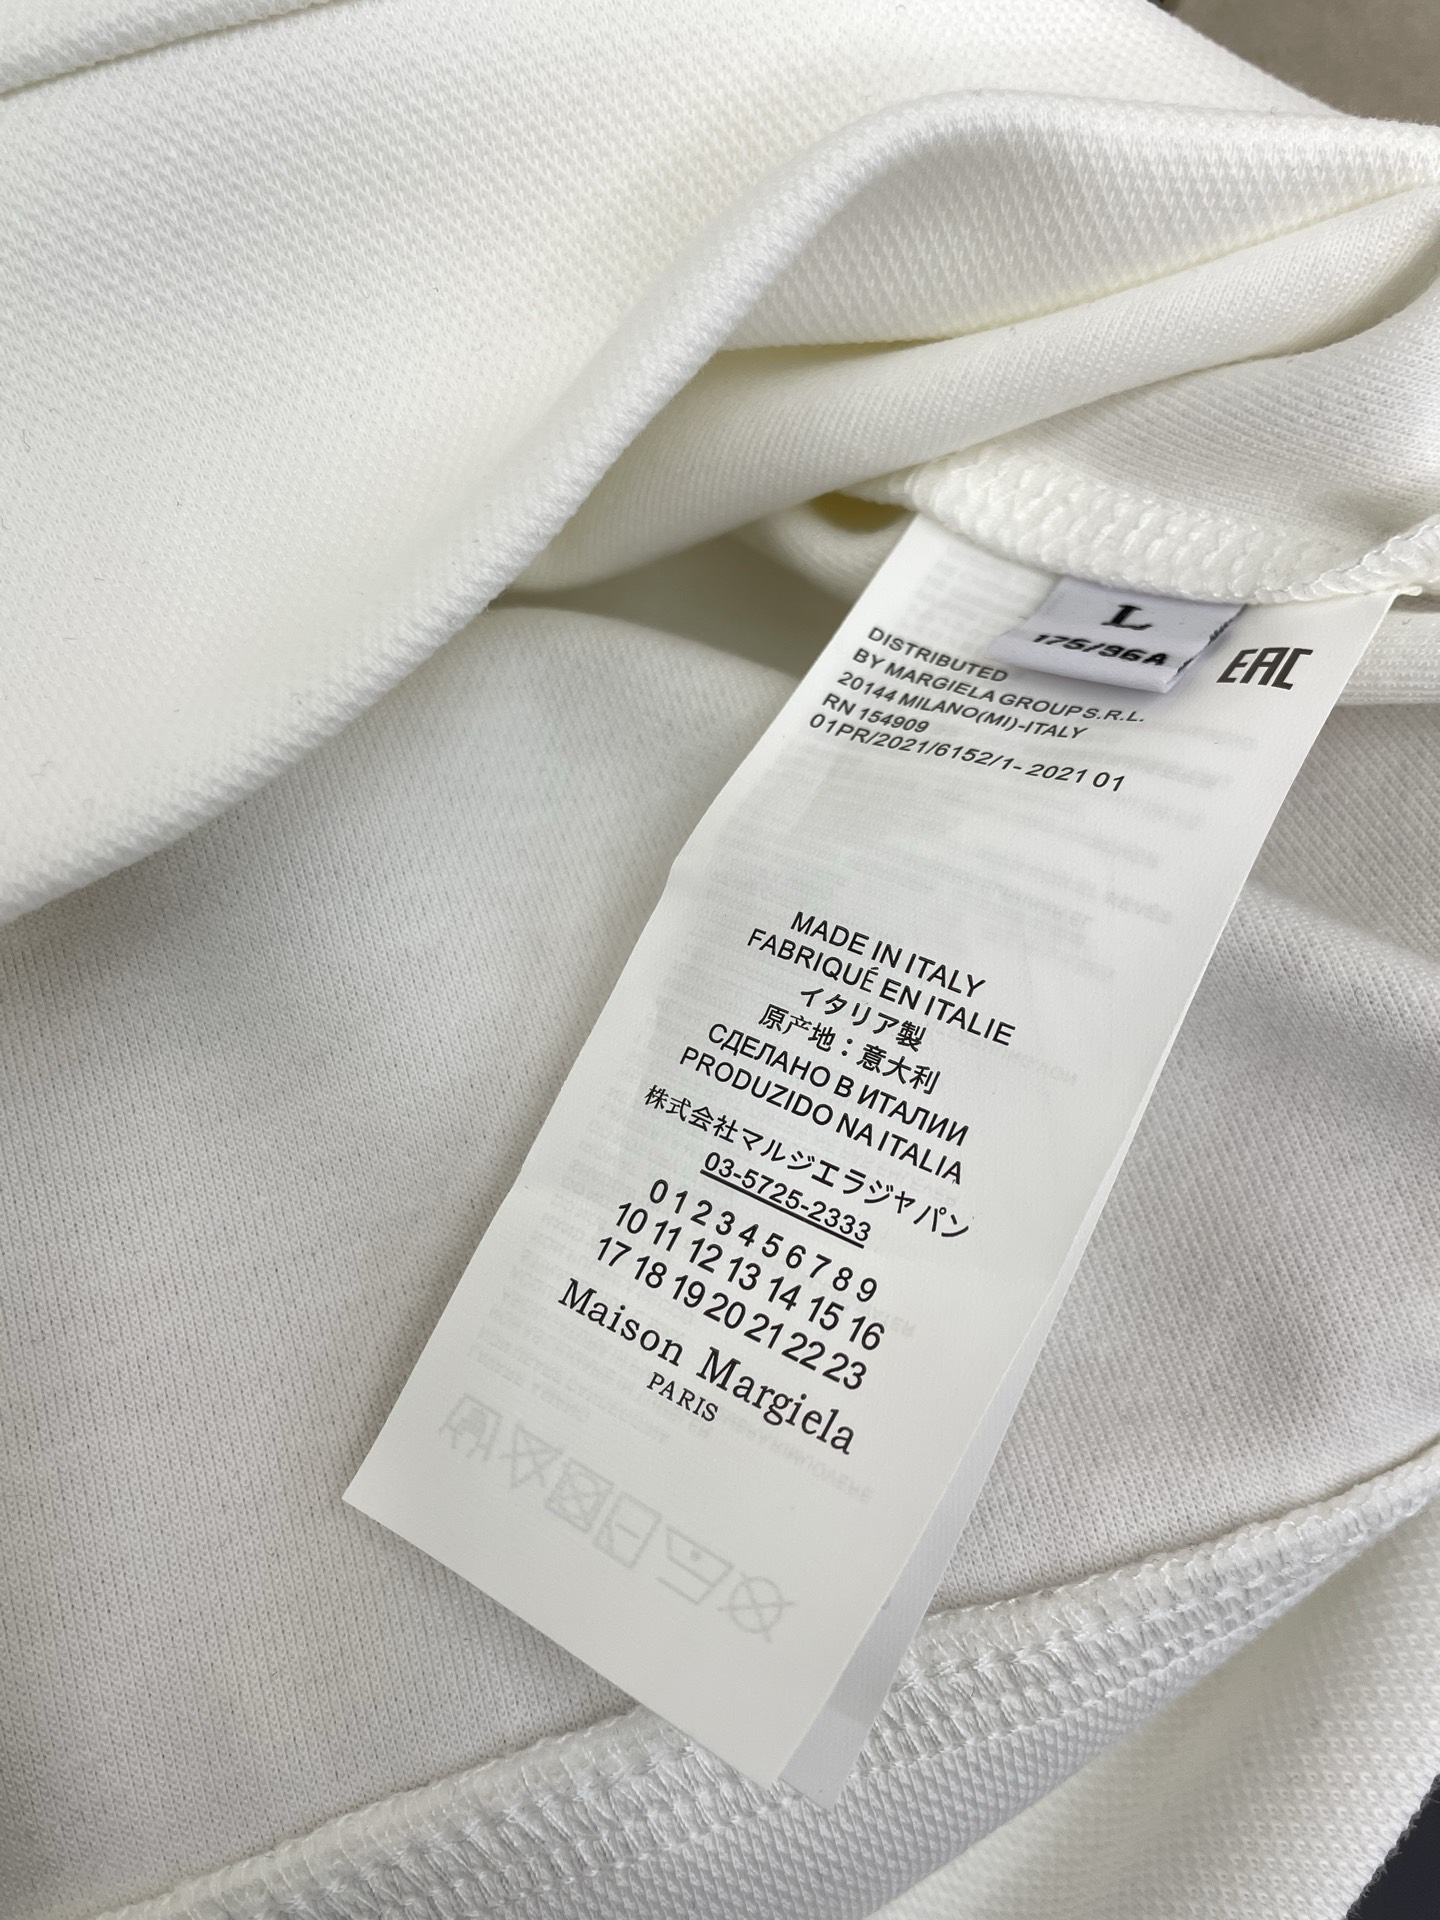 L
175/96A
EAC
DISTRIBUTED
BY MARGIELA GROUP S.R.L.
20144 MILANO(MI)-ITALY
RN 154909
01PR/2021/6152/1- 2021 01
MADE IN ITALY
FABRIQUÉ EN ITALIE
イタリア製
原产地：意大利
СДЕЛАНО В ИТАЛИИ
PRODUZIDO NA ITALIA
株式会社マルジエラジャパン
03-5725-2333
0 1 2 3 4 5 6 7 8 9
10 11 12 13 14 15 16
17 18 19 20 21 22 23
Maison Margiela
PARIS